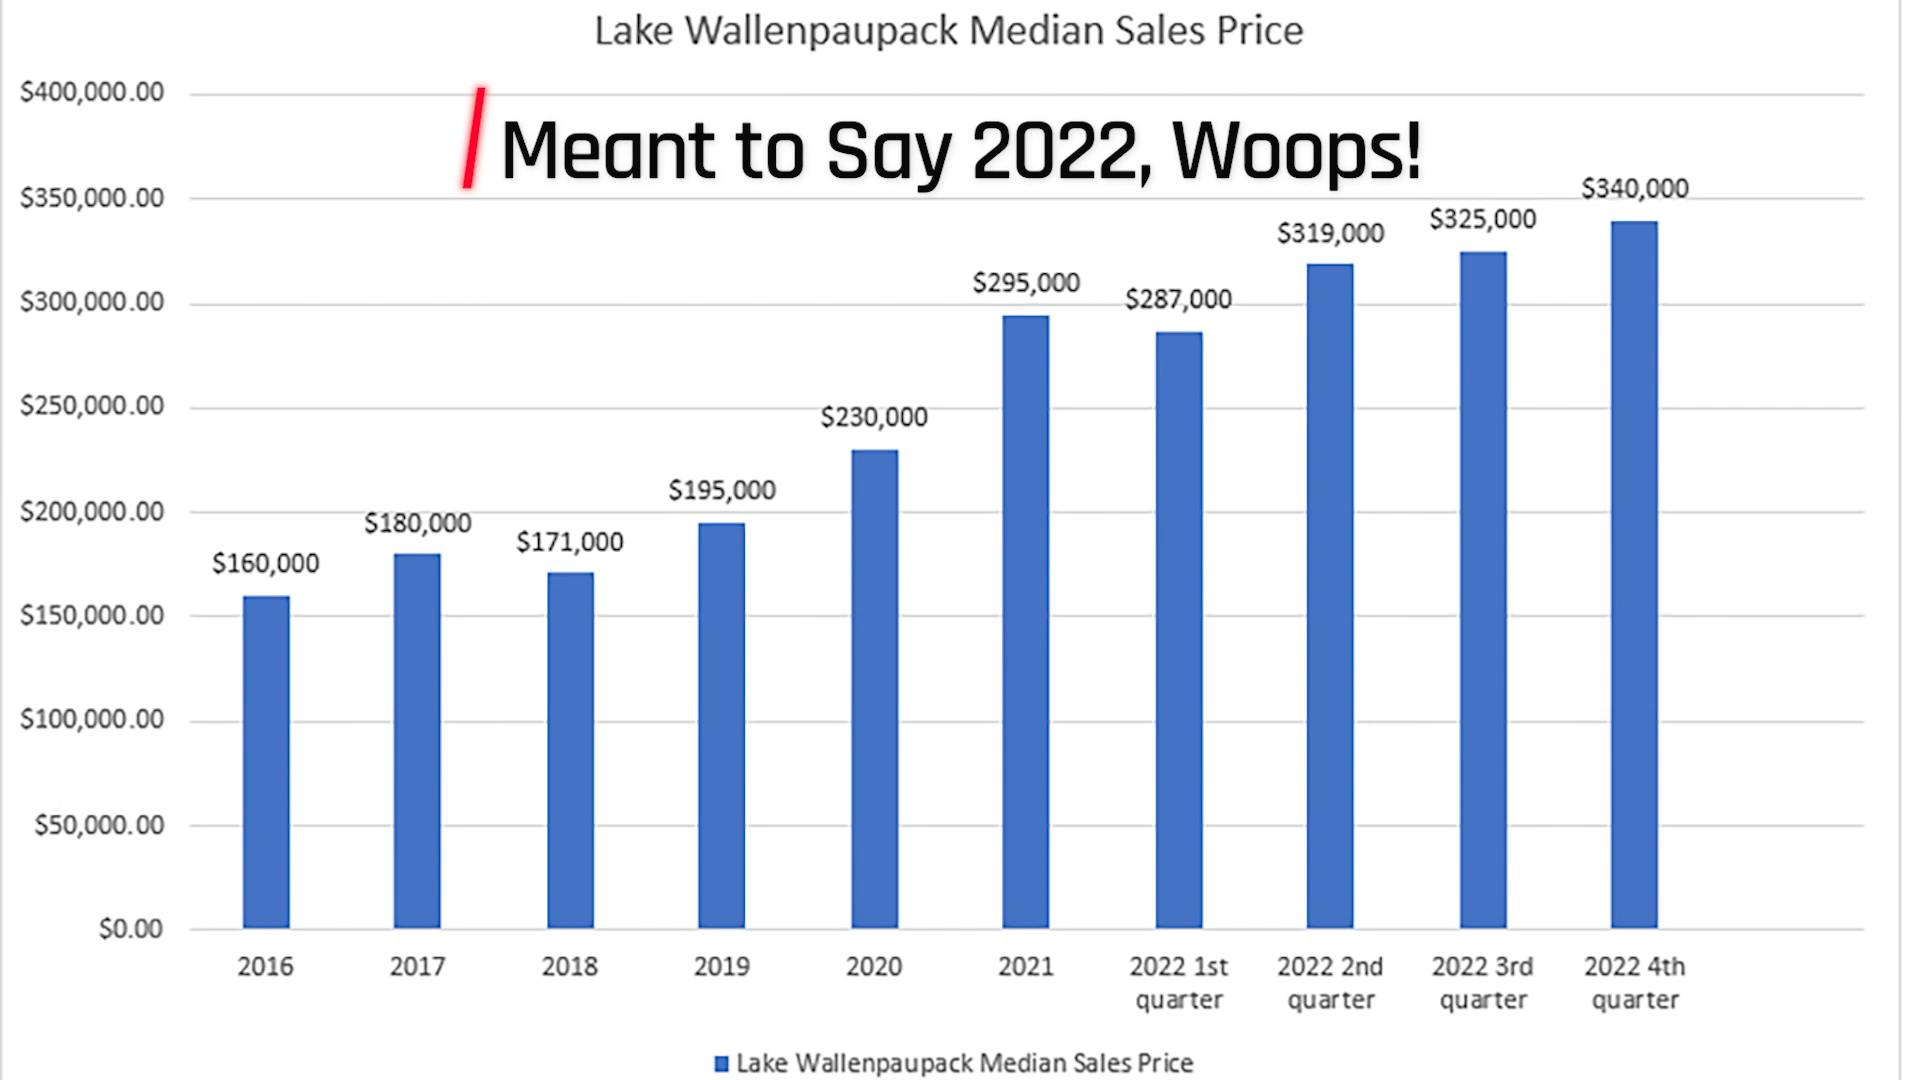 Lake Wallenpaupack Median Sales Price
/ Meant to Say 2022, Woops!
$400,000.00
$350,000.00
$300,000.00
$250,000.00
$200,000.00
$150,000.00
$100,000.00
$50,000.00
$0.00
$160,000
$180,000
$171,000
$195,000
$230,000
$295,000
$287,000
$319,000
$325,000
$340,000
2016
2017
2018
2019
2020
2021
2022 1st
quarter
2022 2nd
quarter
2022 3rd
quarter
2022 4th
quarter
Lake Wallenpaupack Median Sales Price